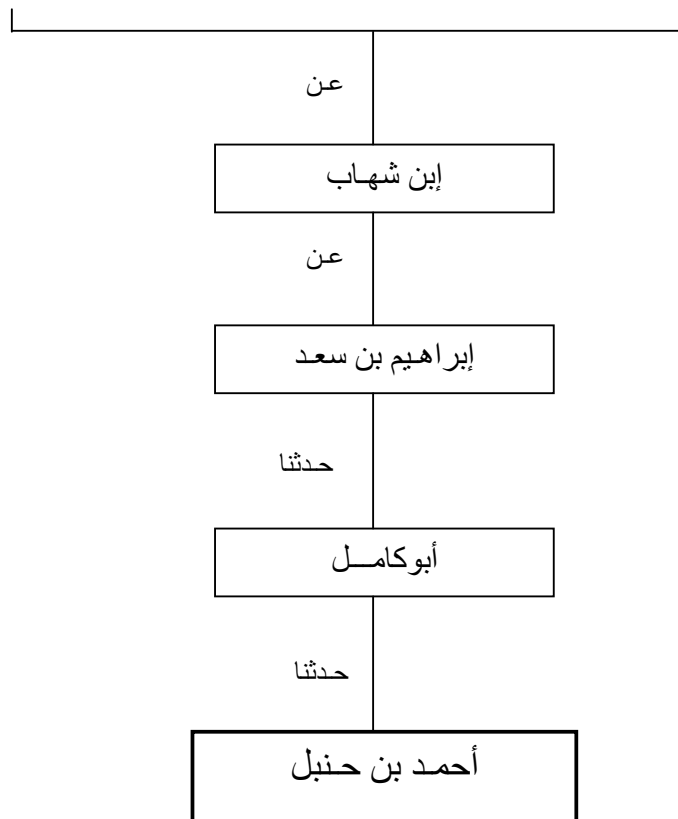 عن
إبن شهاب
عن
إبراهيم بن سعد
حدثنا
أبوكامل
حدثنا
أحمد بن حنبل